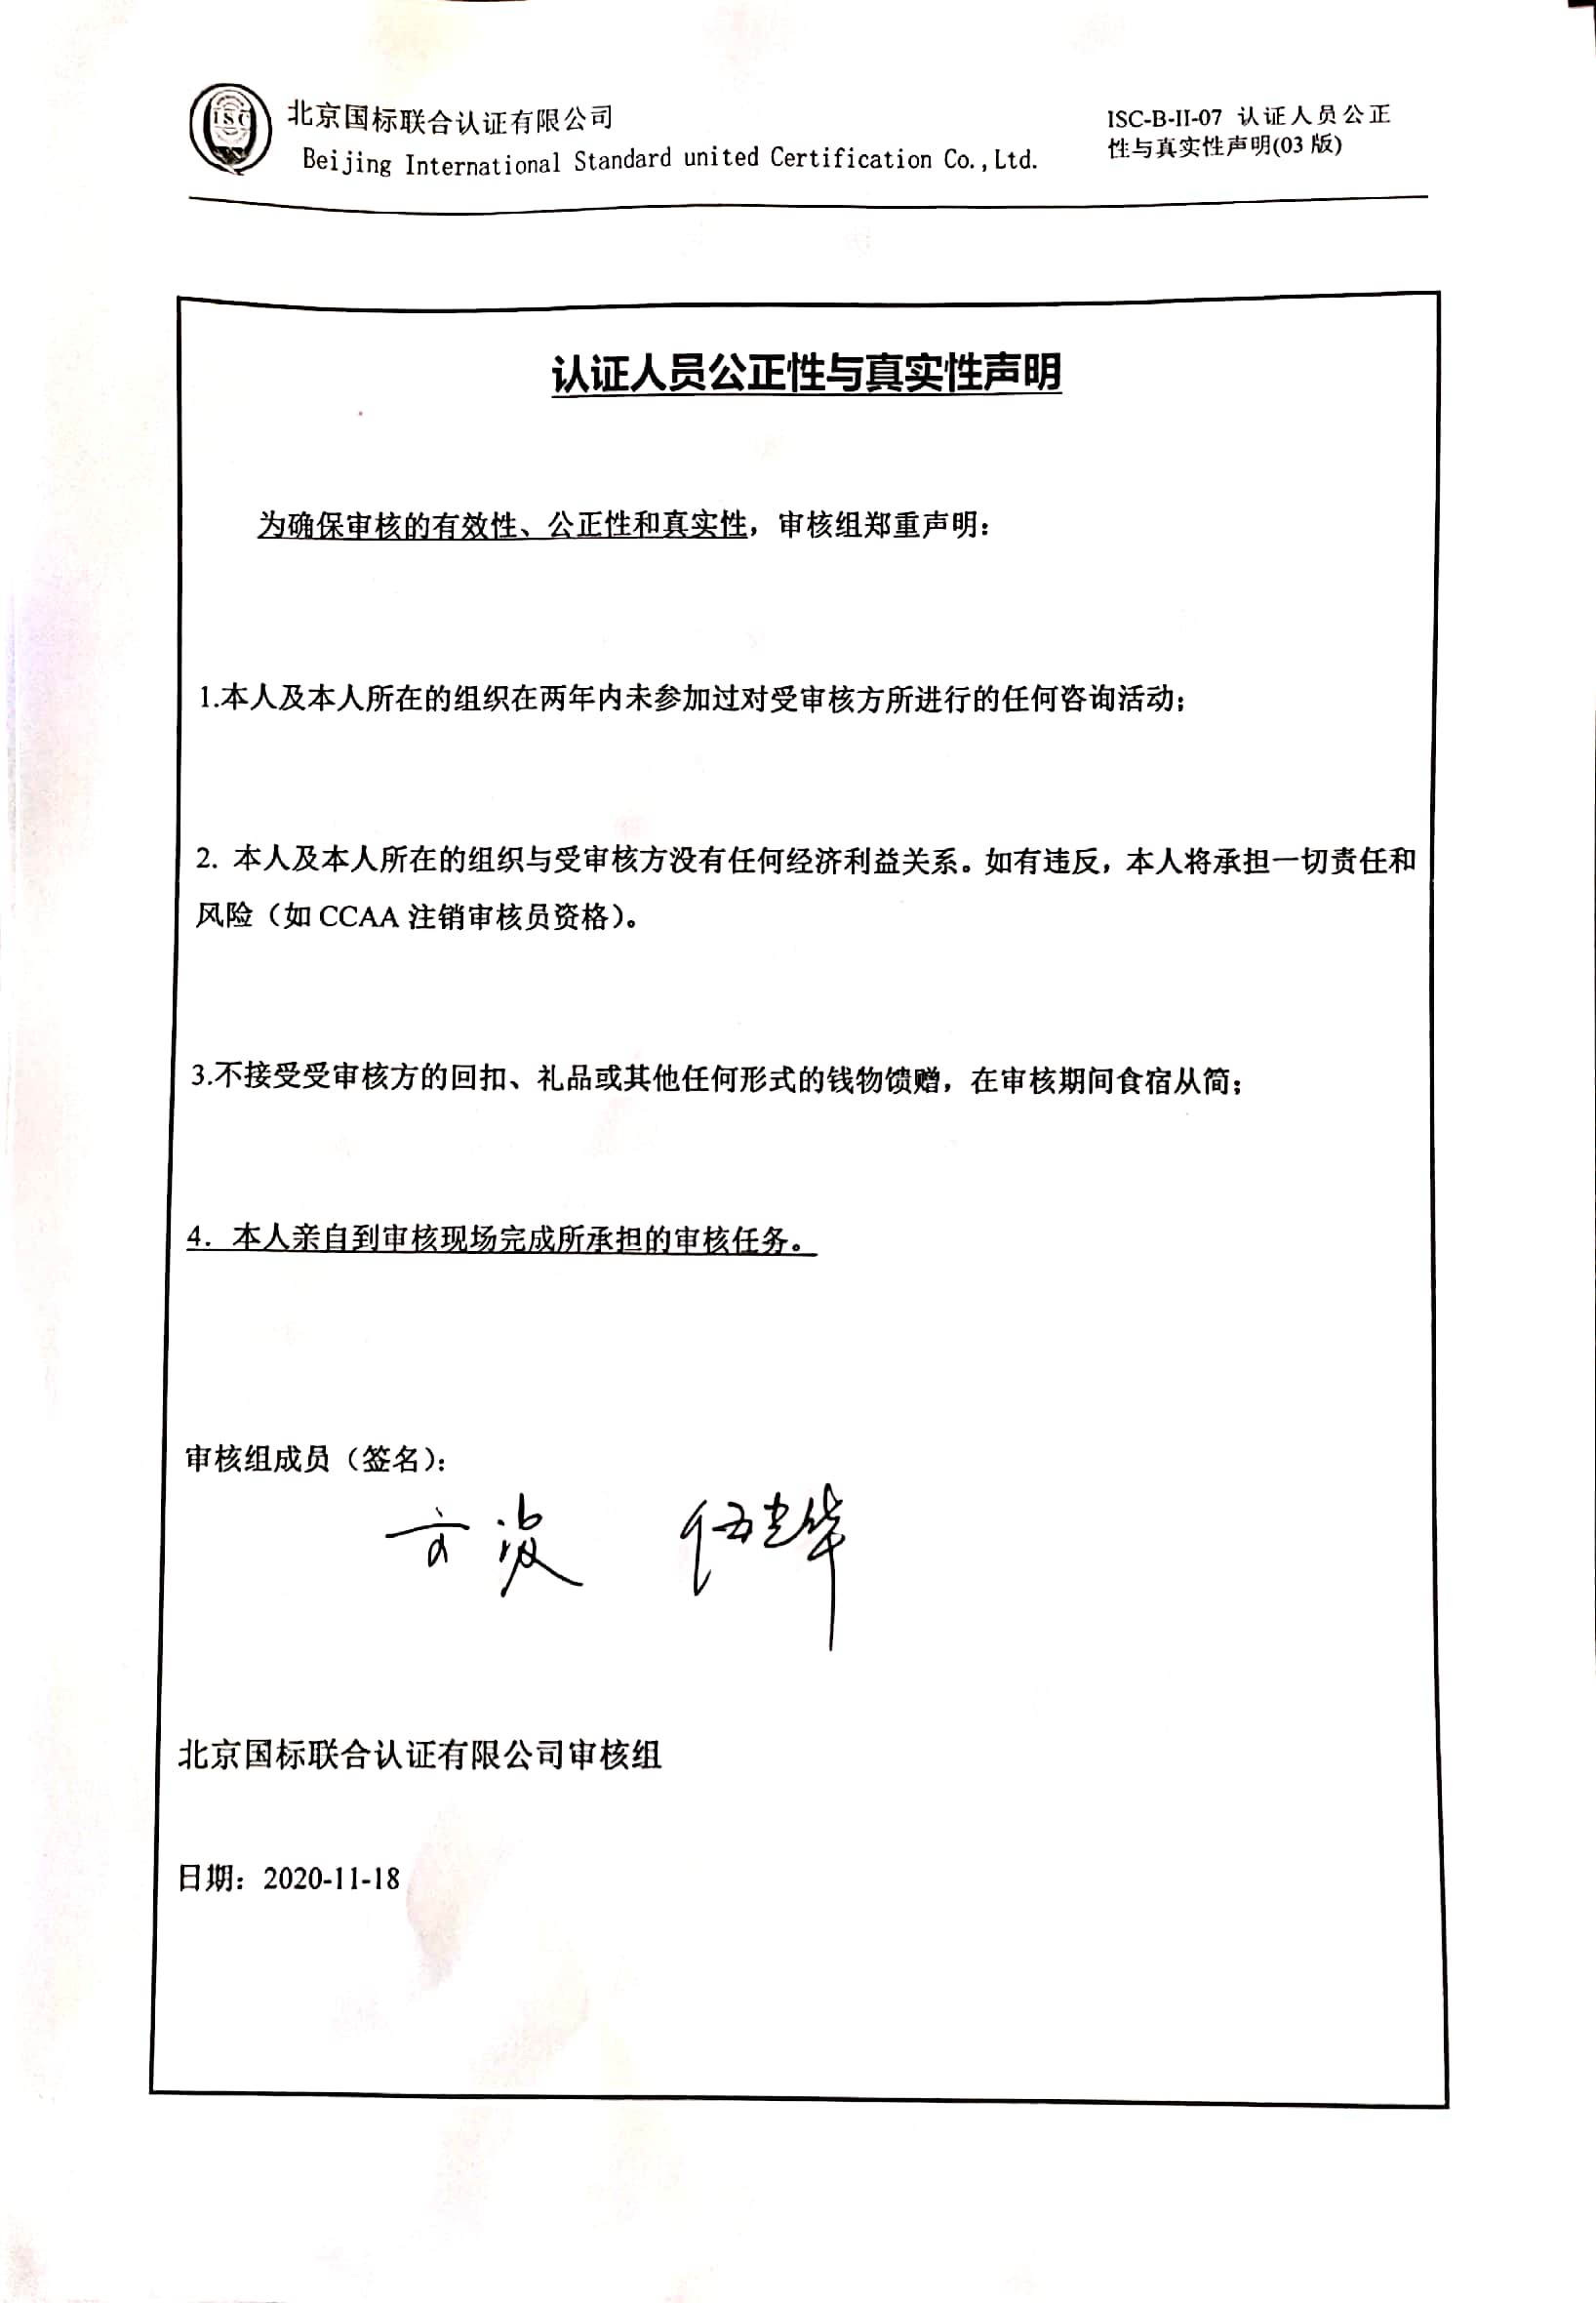 ISC
北京国标联合认证有限公司
Beijing International Standard united Certification Co.,Ltd.
ISC-B-II-07 认证人员公正
性与真实性声明(03 版)
认证人员公正性与真实性声明
为确保审核的有效性、公正性和真实性，审核组郑重声明：
1.本人及本人所在的组织在两年内未参加过对受审核方所进行的任何咨询活动；
2. 本人及本人所在的组织与受审核方没有任何经济利益关系。如有违反，本人将承担一切责任和
风险（如 CCAA 注销审核员资格）。
3.不接受受审核方的回扣、礼品或其他任何形式的钱物馈赠，在审核期间食宿从简；
4. 本人亲自到审核现场完成所承担的审核任务。
审核组成员（签名）：
伍建华
北京国标联合认证有限公司审核组
日期：2020-11-18